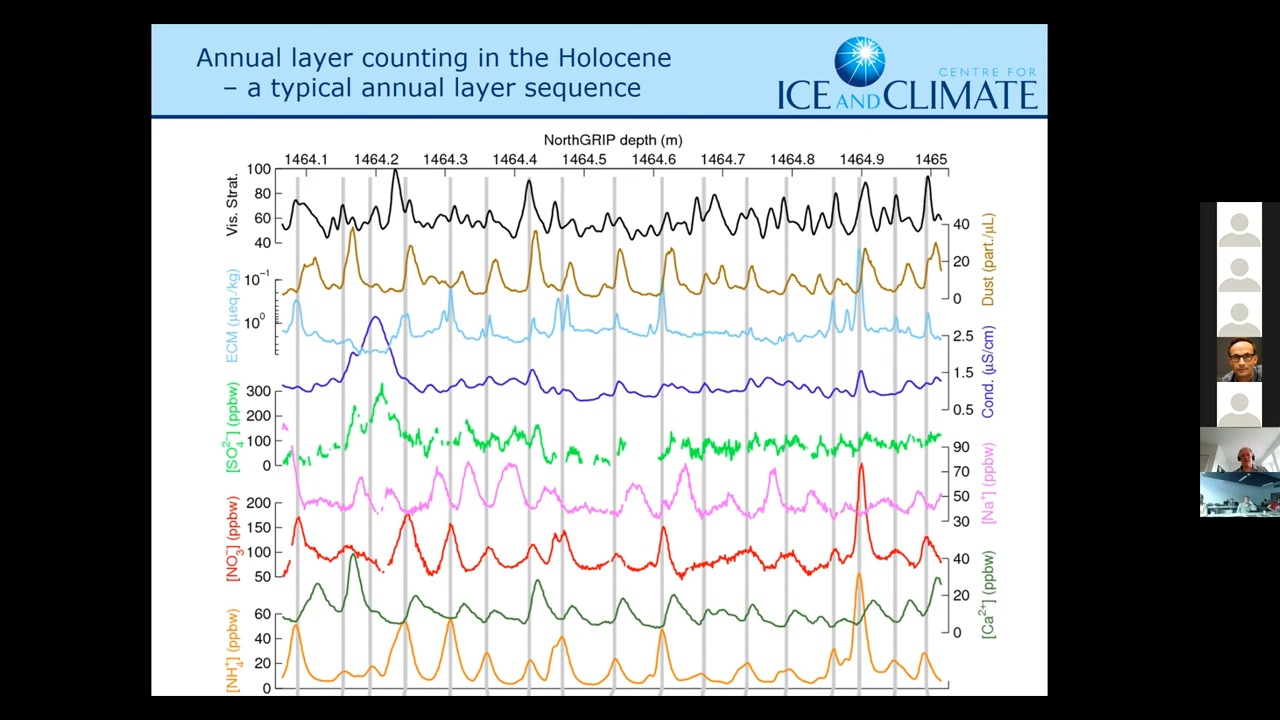 Annual layer counting in the Holocene
– a typical annual layer sequence
CENTRE FOR
ICE AND CLIMATE
NorthGRIP depth (m)
1464.1 1464.2 1464.3 1464.4 1464.5 1464.6 1464.7 1464.8 1464.9 1465
Vis. Strat.
100
80
60
40
Dust (part./μL)
40
20
0
ECM (μeq./kg)
10⁻¹
10⁰
Cond. (μS/cm)
2.5
1.5
0.5
[SO₄²⁻] (ppbw)
300
200
100
0
[Na⁺] (ppbw)
90
70
50
30
[NO₃⁻] (ppbw)
200
150
100
50
[Ca²⁺] (ppbw)
40
20
0
[NH₄⁺] (ppbw)
60
40
20
0